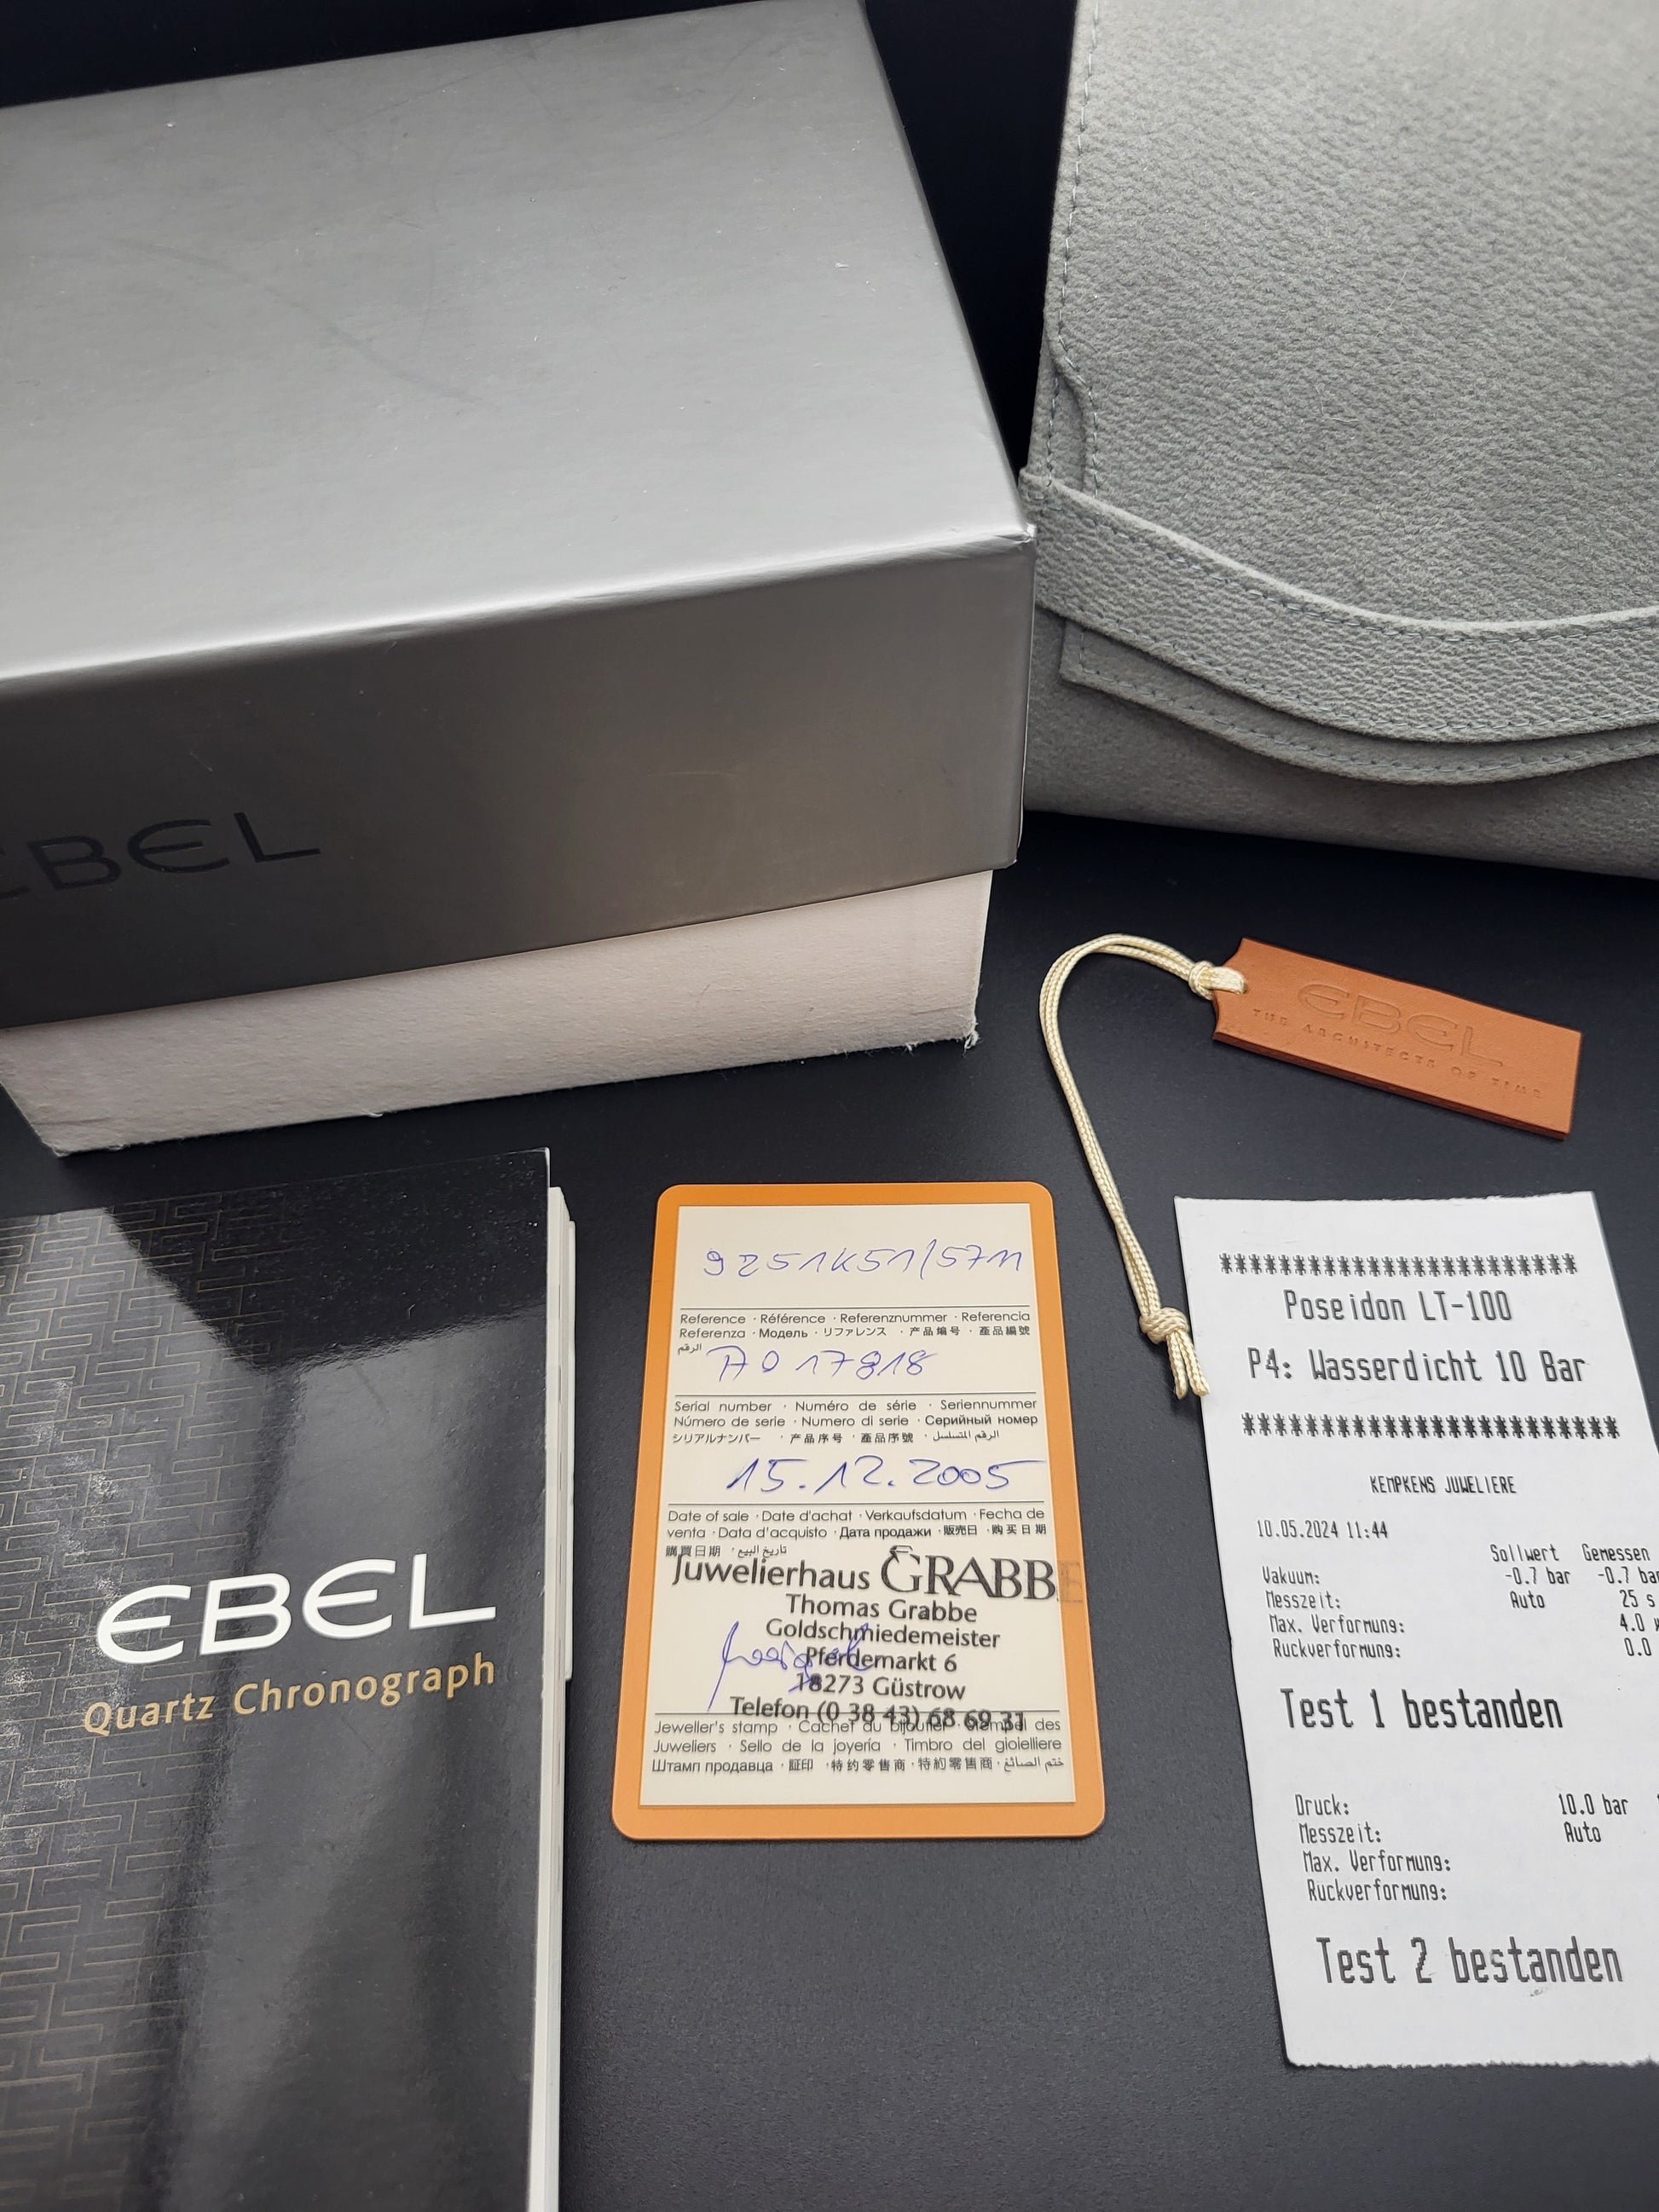 EBEL
EBEL
THE ARCHITECTS OF TIME
EBEL
Quartz Chronograph
9251K51/57M
Reference · Référence · Referenznummer · Referencia
Referenza · Модель · リファレンス · 产品编号 · 產品編號
الرقم
A017818
Serial number · Numéro de série · Seriennummer
Número de serie · Numero di serie · Серийный номер
シリアルナンバー · 产品序号 · 產品序號 · الرقم المتسلسل
15.12.2005
Date of sale · Date d'achat · Verkaufsdatum · Fecha de
venta · Data d'acquisto · Дата продажи · 販売日 · 购买日期
購買日期 · تاريخ البيع
Juwelierhaus GRABBE
Thomas Grabbe
Goldschmiedemeister
Pferdemarkt 6
18273 Güstrow
Telefon (0 38 43) 68 69 31
Jeweller's stamp · Cachet du bijoutier · Stempel des
Juweliers · Sello de la joyería · Timbro del gioielliere
Штамп продавца · 証印 · 特约零售商 · 特約零售商 · ختم الصائغ
************************
Poseidon LT-100
P4: Wasserdicht 10 Bar
************************
KEMPKENS JUWELIERE
10.05.2024 11:44
Sollwert Gemessen
Vakuum: -0.7 bar -0.7 bar
Messzeit: Auto 25 s
Max. Verformung: 4.0
Rückverformung: 0.0
Test 1 bestanden
Druck: 10.0 bar
Messzeit: Auto
Max. Verformung:
Rückverformung:
Test 2 bestanden